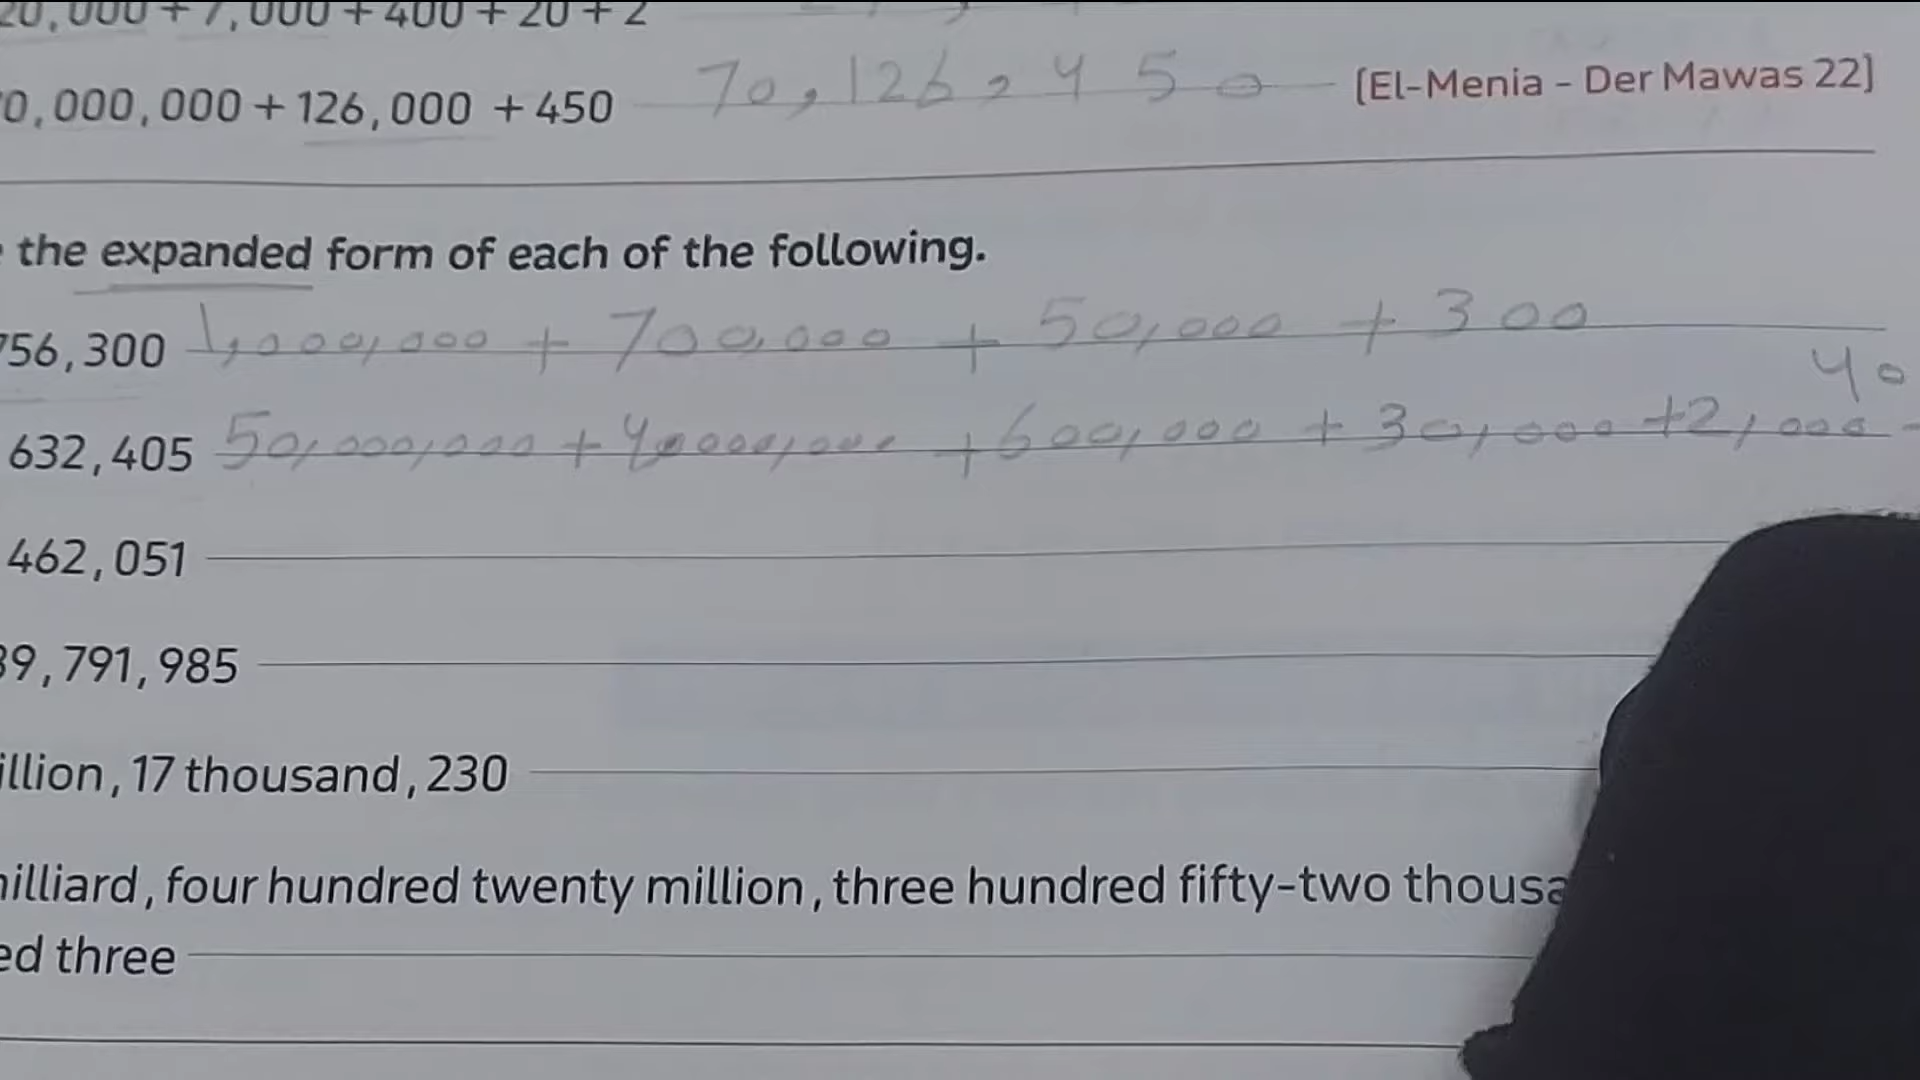 20,000 + 7,000 + 400 + 20 + 2
0,000,000 + 126,000 + 450 70,126,450 [El-Menia - Der Mawas 22]
the expanded form of each of the following.
756,300 1,000,000 + 700,000 + 50,000 + 300
40
632,405 50,000,000 + 4 000,000 + 600,000 + 30,000 + 2,000
462,051
39,791,985
illion, 17 thousand, 230
illiard, four hundred twenty million, three hundred fifty-two thousa
ed three